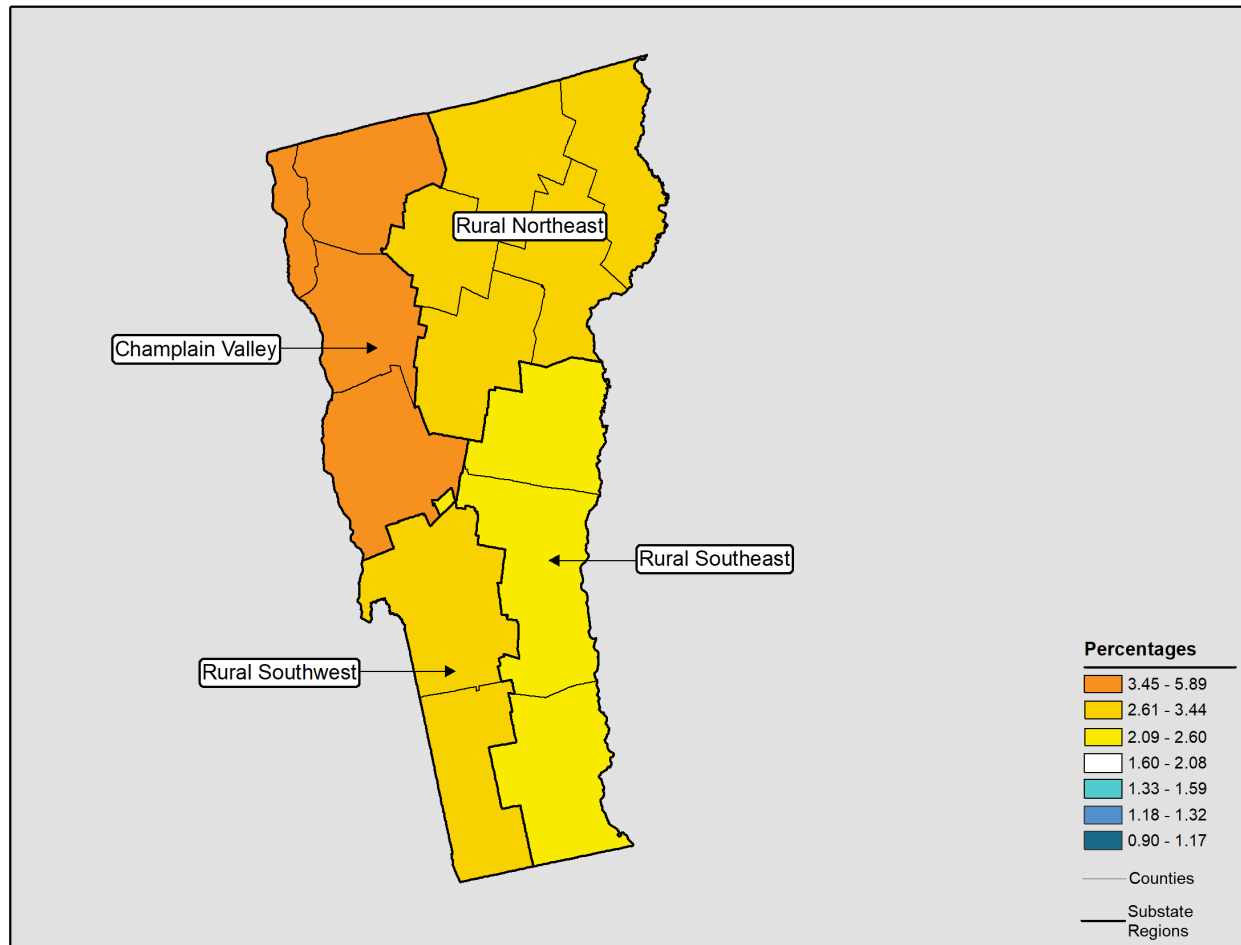 Rural Northeast
Champlain Valley
Rural Southeast
Rural Southwest
Percentages
3.45 - 5.89
2.61 - 3.44
2.09 - 2.60
1.60 - 2.08
1.33 - 1.59
1.18 - 1.32
0.90 - 1.17
Counties
Substate
Regions